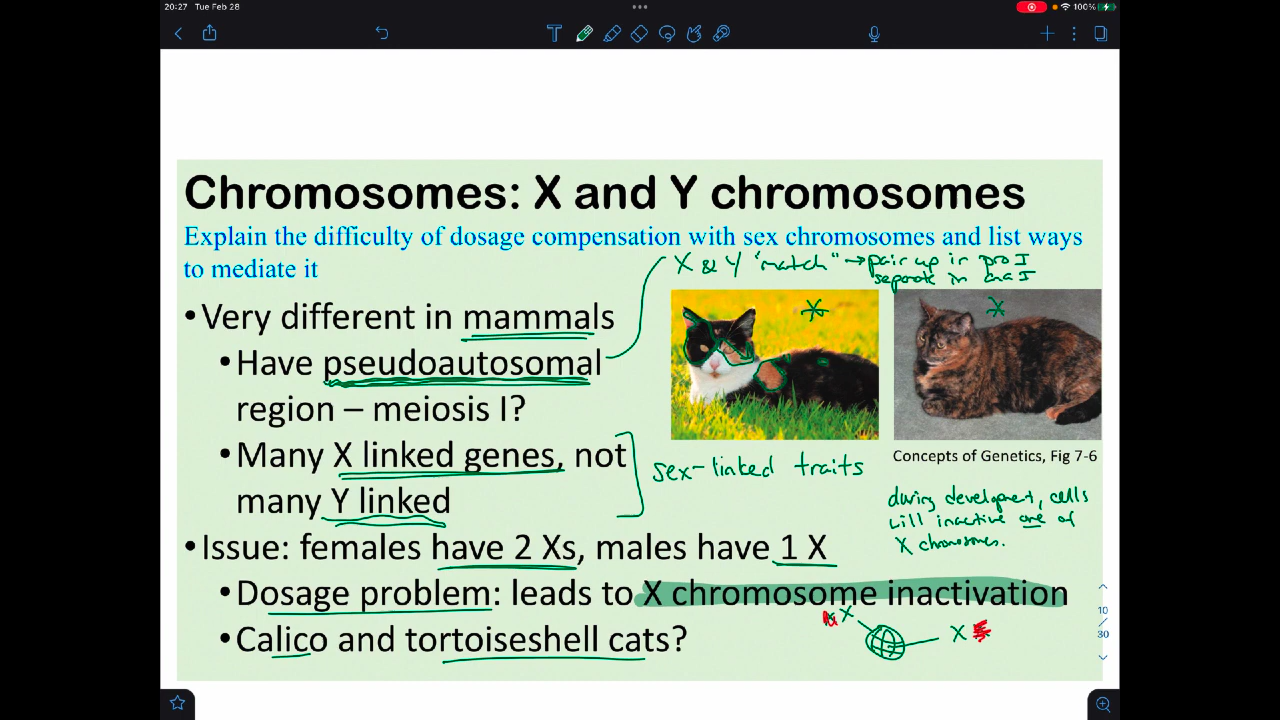 20:27 Tue Feb 28
100%
Chromosomes: X and Y chromosomes
Explain the difficulty of dosage compensation with sex chromosomes and list ways
to mediate it
X & Y "match" → pair up in pro I
separate in ana I
•Very different in mammals
•Have pseudoautosomal
region – meiosis I?
•Many X linked genes, not
many Y linked
sex-linked traits
Concepts of Genetics, Fig 7-6
during development, cells
will inactive one of
X chromosomes.
•Issue: females have 2 Xs, males have 1 X
•Dosage problem: leads to X chromosome inactivation
•Calico and tortoiseshell cats?
X
X
10
/
30